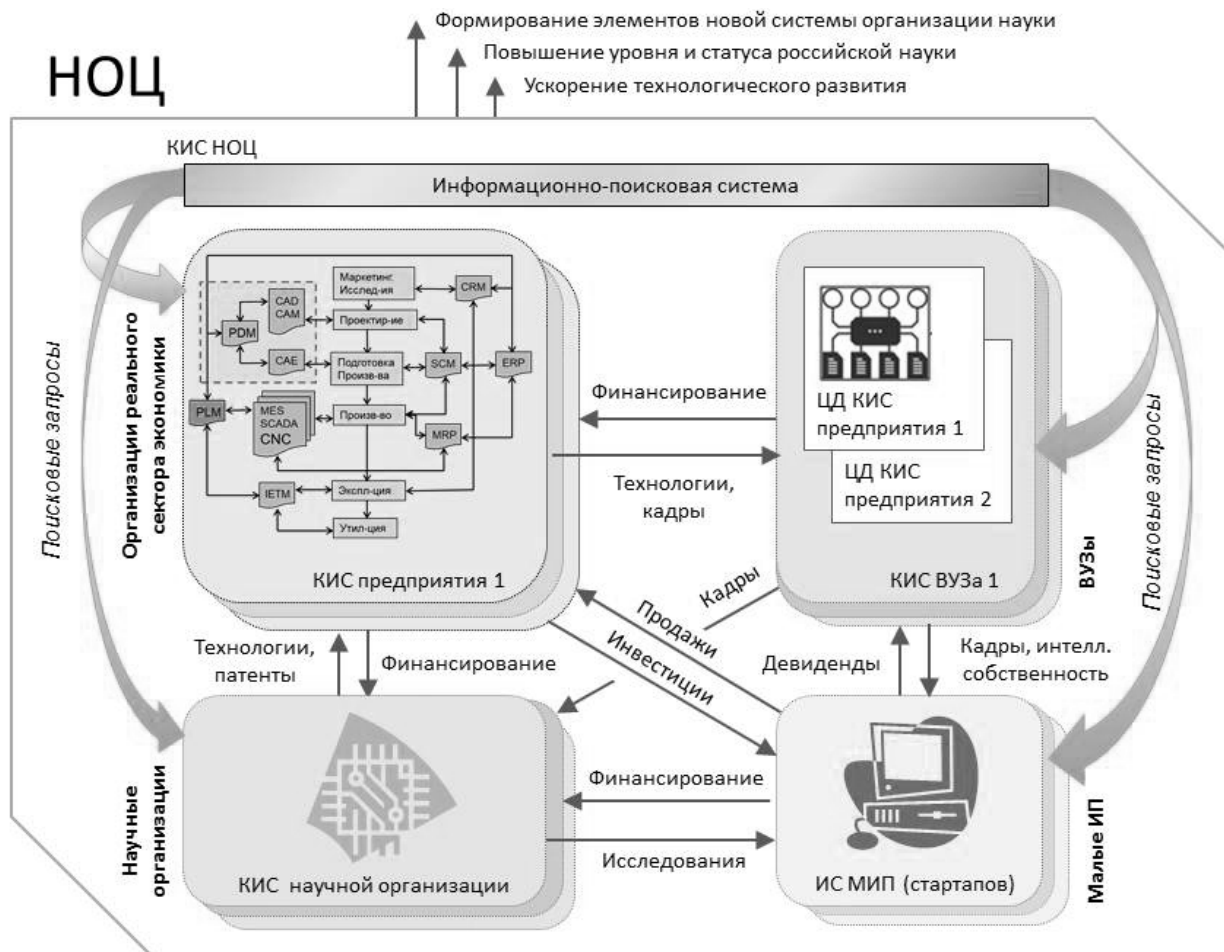 Формирование элементов новой системы организации науки
Повышение уровня и статуса российской науки
Ускорение технологического развития
НОЦ
КИС НОЦ
Информационно-поисковая система
Поисковые запросы
Организации реального
сектора экономики
Маркетинг.
Исслед-ия
CRM
CAD
CAM
Проектир-ие
PDM
CAE
Подготовка
Произв-ва
SCM
ERP
PLM
MES
SCADA
CNC
Произв-во
MRP
IETM
Экспл-ция
Утил-ция
КИС предприятия 1
Финансирование
Технологии,
кадры
ЦД КИС
предприятия 1
ЦД КИС
предприятия 2
КИС ВУЗа 1
ВУЗы
Поисковые запросы
Технологии,
патенты
Финансирование
Кадры
Продажи
Инвестиции
Девиденды
Кадры, интелл.
собственность
Научные
организации
КИС научной организации
Финансирование
Исследования
ИС МИП (стартапов)
Малые ИП